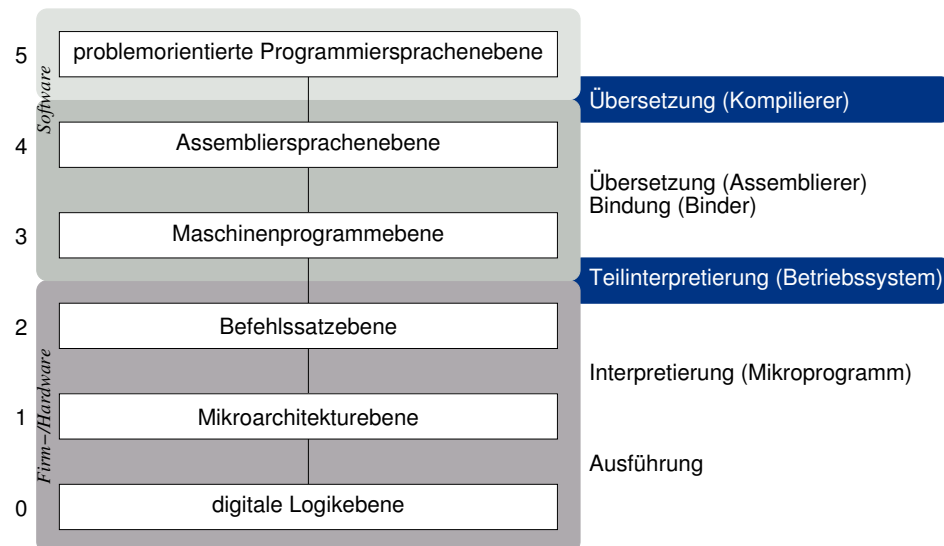 5
problemorientierte Programmiersprachenebene
Übersetzung (Kompilierer)
Software
4
Assembliersprachenebene
Übersetzung (Assemblierer)
Bindung (Binder)
3
Maschinenprogrammebene
Teilinterpretierung (Betriebssystem)
2
Befehlssatzebene
Interpretierung (Mikroprogramm)
Firm-/Hardware
1
Mikroarchitekturebene
Ausführung
0
digitale Logikebene